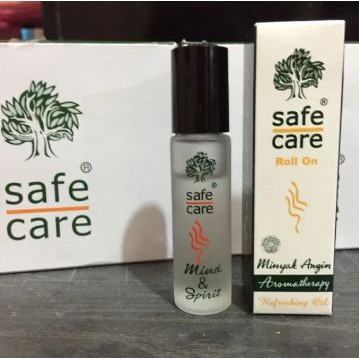 safe
care
®
safe
care
Mind
&
Spirit
®
safe
care
Roll On
Minyak Angin
Aromatherapy
Refreshing Oil